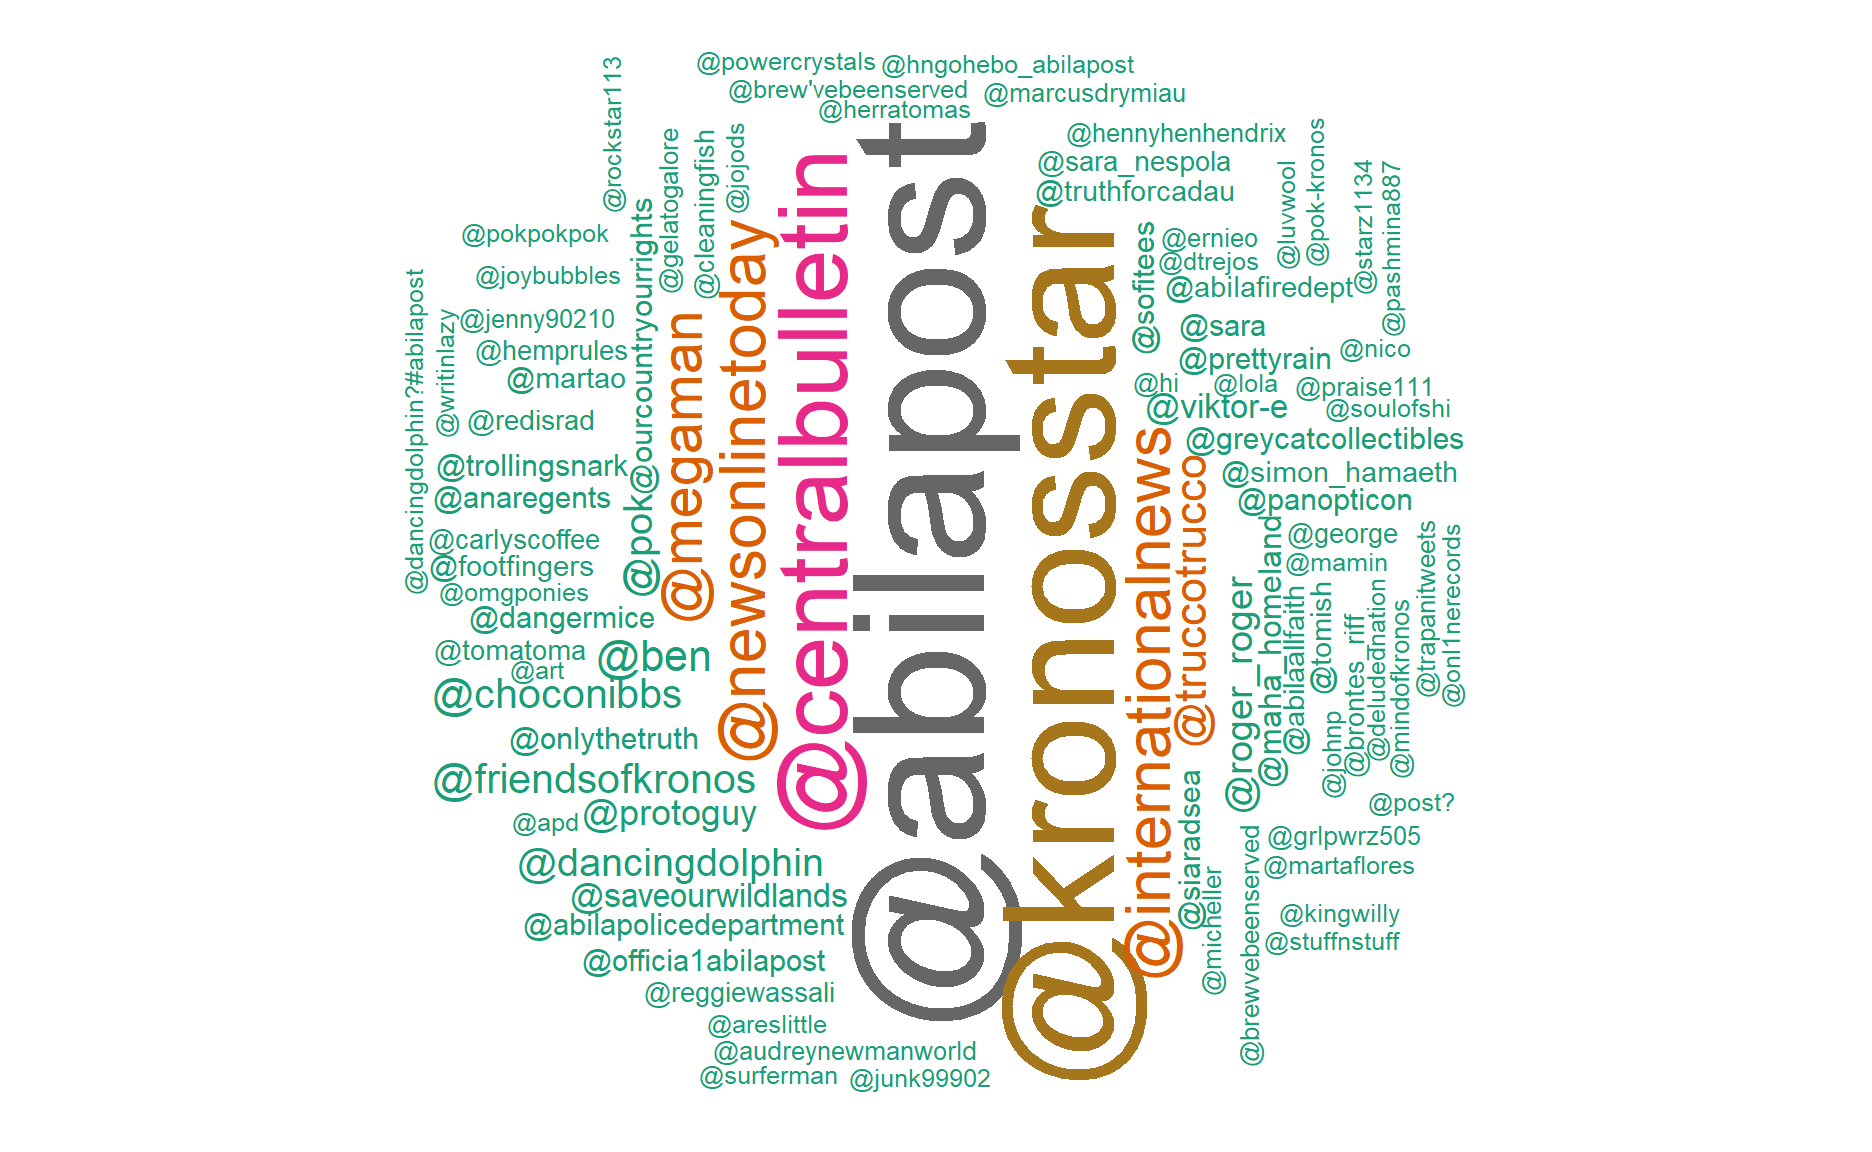 @powercrystals
@hngohebo_abilapost
@brew'vebeenserved
@marcusdrymiau
@herratomas
@rockstar113
@gelatogalore
@cleaningfish
@jojods
@hennyhenhendrix
@sara_nespola
@truthforcadau
@luvwool
@pok-kronos
@starz1134
@pashmina887
@pokpokpok
@joybubbles
@jenny90210
@hemprules
@martao
@redisrad
@dancingdolphin?#abilapost
@writinlazy
@trollingsnark
@anaregents
@carlyscoffee
@footfingers
@omgponies
@dangermice
@tomatoma
@art
@ben
@choconibbs
@onlythetruth
@friendsofkronos
@apd
@protoguy
@dancingdolphin
@saveourwildlands
@abilapolicedepartment
@officia1abilapost
@reggiewassali
@areslittle
@audreynewmanworld
@surferman
@junk99902
@pok
@ourcountryyourrights
@megaman
@newsonlinetoday
@centralbulletin
@abilapost
@kronosstar
@internationalnews
@truccotrucco
@sofitees
@ernieo
@dtrejos
@abilafiredept
@sara
@prettyrain
@nico
@hi
@lola
@praise111
@viktor-e
@soulofshi
@greycatcollectibles
@simon_hamaeth
@panopticon
@george
@mamin
@roger_roger
@maha_homeland
@abilaallfaith
@tomish
@johnp
@brontes_riff
@deludednation
@mindofkronos
@trapanitweets
@onl1nerecords
@post?
@siaradsea
@micheller
@brewvebeenserved
@grlpwrz505
@martaflores
@kingwilly
@stuffnstuff